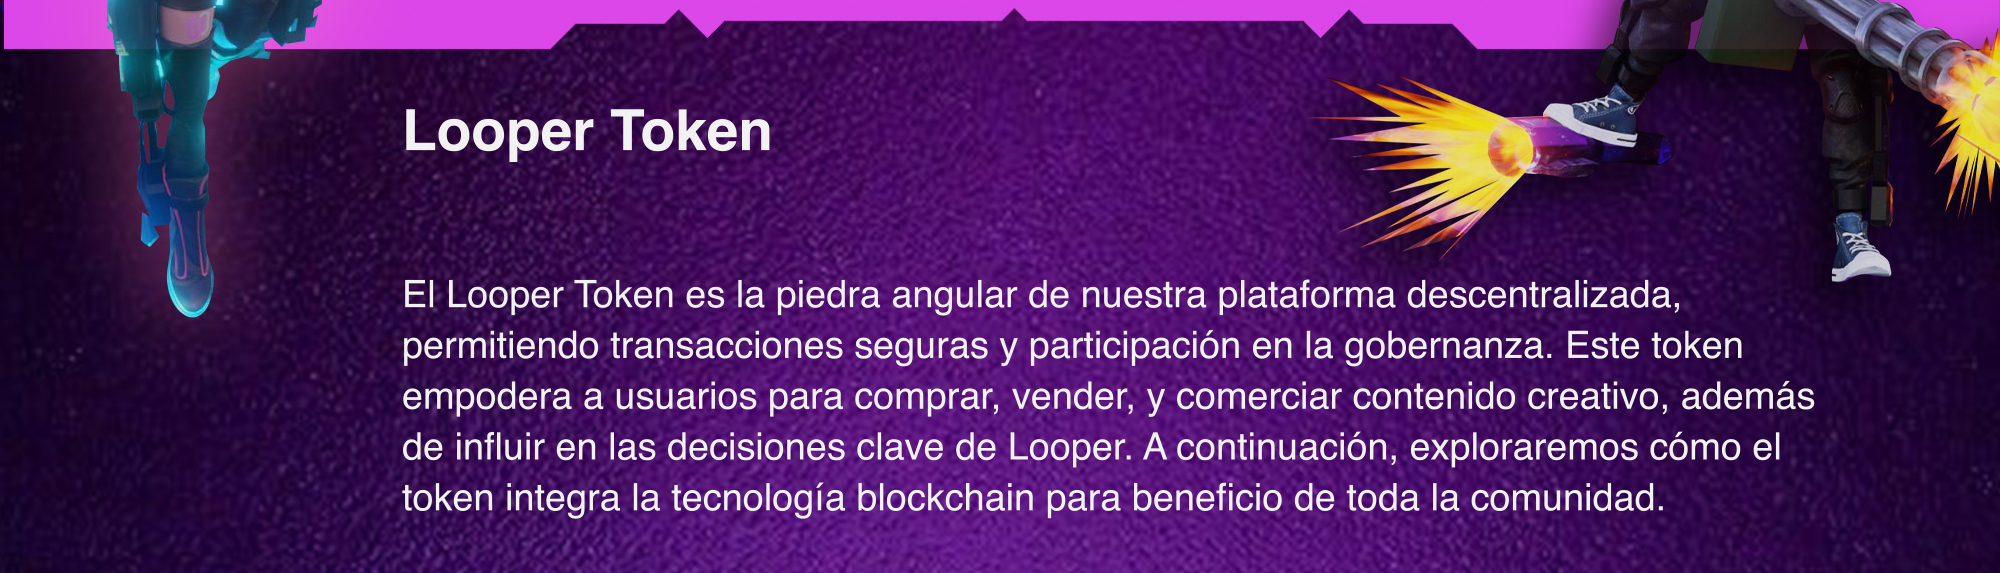 Looper Token
El Looper Token es la piedra angular de nuestra plataforma descentralizada,
permitiendo transacciones seguras y participación en la gobernanza. Este token
empodera a usuarios para comprar, vender, y comerciar contenido creativo, además
de influir en las decisiones clave de Looper. A continuación, exploraremos cómo el
token integra la tecnología blockchain para beneficio de toda la comunidad.